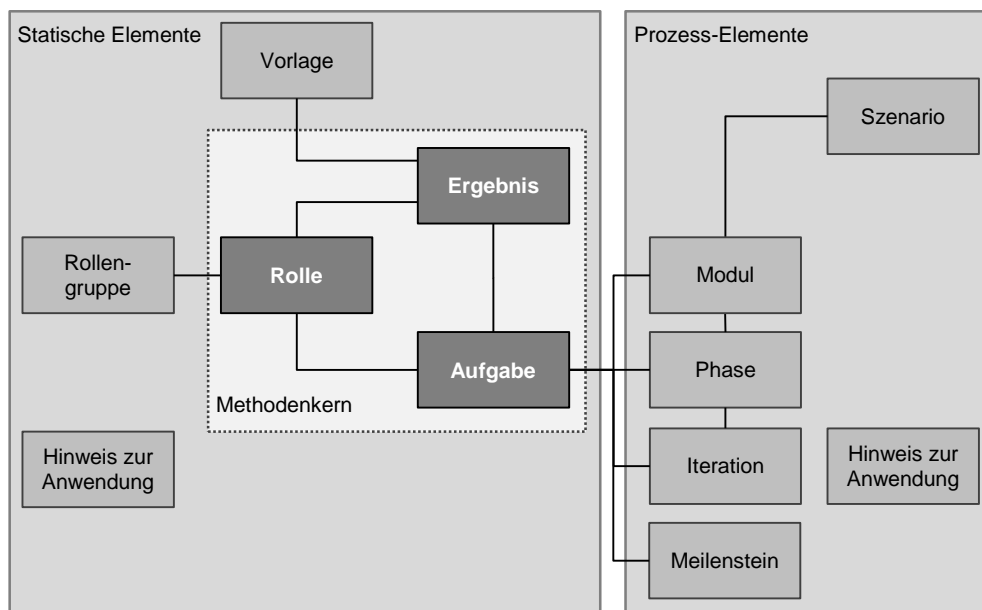 Statische Elemente
Vorlage
Ergebnis
Rollen-
gruppe
Rolle
Aufgabe
Methodenkern
Hinweis zur
Anwendung
Prozess-Elemente
Szenario
Modul
Phase
Iteration
Hinweis zur
Anwendung
Meilenstein